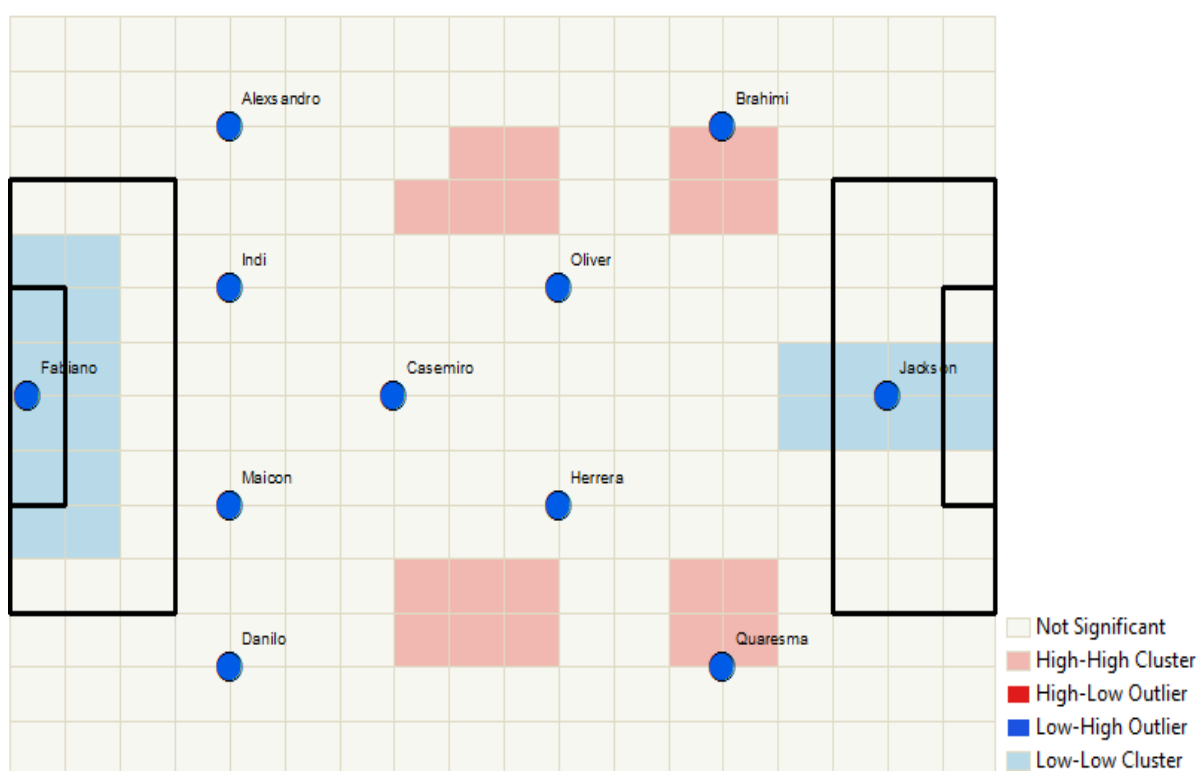 Alexsandro
Brahimi
Indi
Oliver
Fabiano
Casemiro
Jackson
Maicon
Herrera
Danilo
Quaresma
Not Significant
High-High Cluster
High-Low Outlier
Low-High Outlier
Low-Low Cluster